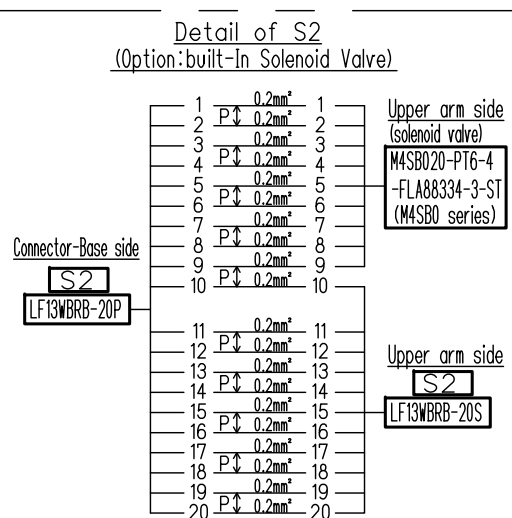 Detail of S2
(Option:built-In Solenoid Valve)
1 0.2mm² 1
P↕
2 0.2mm² 2
3 0.2mm² 3
P↕
4 0.2mm² 4
5 0.2mm² 5
P↕
6 0.2mm² 6
7 0.2mm² 7
P↕
8 0.2mm² 8
9 0.2mm² 9
P↕
10 0.2mm² 10
11 0.2mm² 11
P↕
12 0.2mm² 12
13 0.2mm² 13
P↕
14 0.2mm² 14
15 0.2mm² 15
P↕
16 0.2mm² 16
17 0.2mm² 17
P↕
18 0.2mm² 18
19 0.2mm² 19
P↕
20 0.2mm² 20
Connector-Base side
S2
LF13WBRB-20P
Upper arm side
(solenoid valve)
M4SB020-PT6-4
-FLA88334-3-ST
(M4SB0 series)
Upper arm side
S2
LF13WBRB-20S